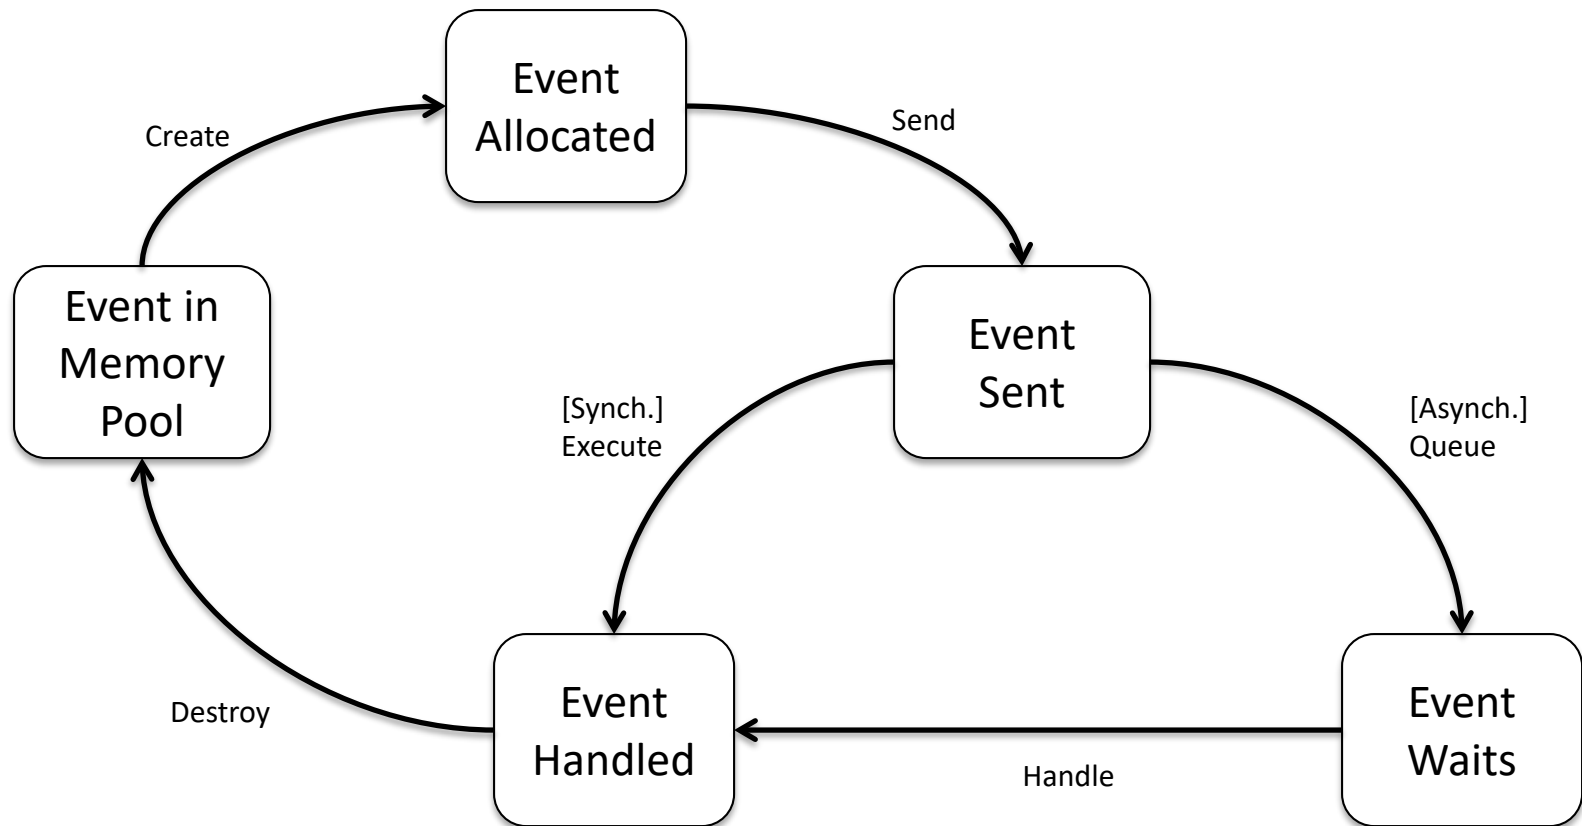 Event
Allocated
Create
Send
Event in
Memory
Pool
Event
Sent
[Synch.]
Execute
[Asynch.]
Queue
Destroy
Event
Handled
Handle
Event
Waits